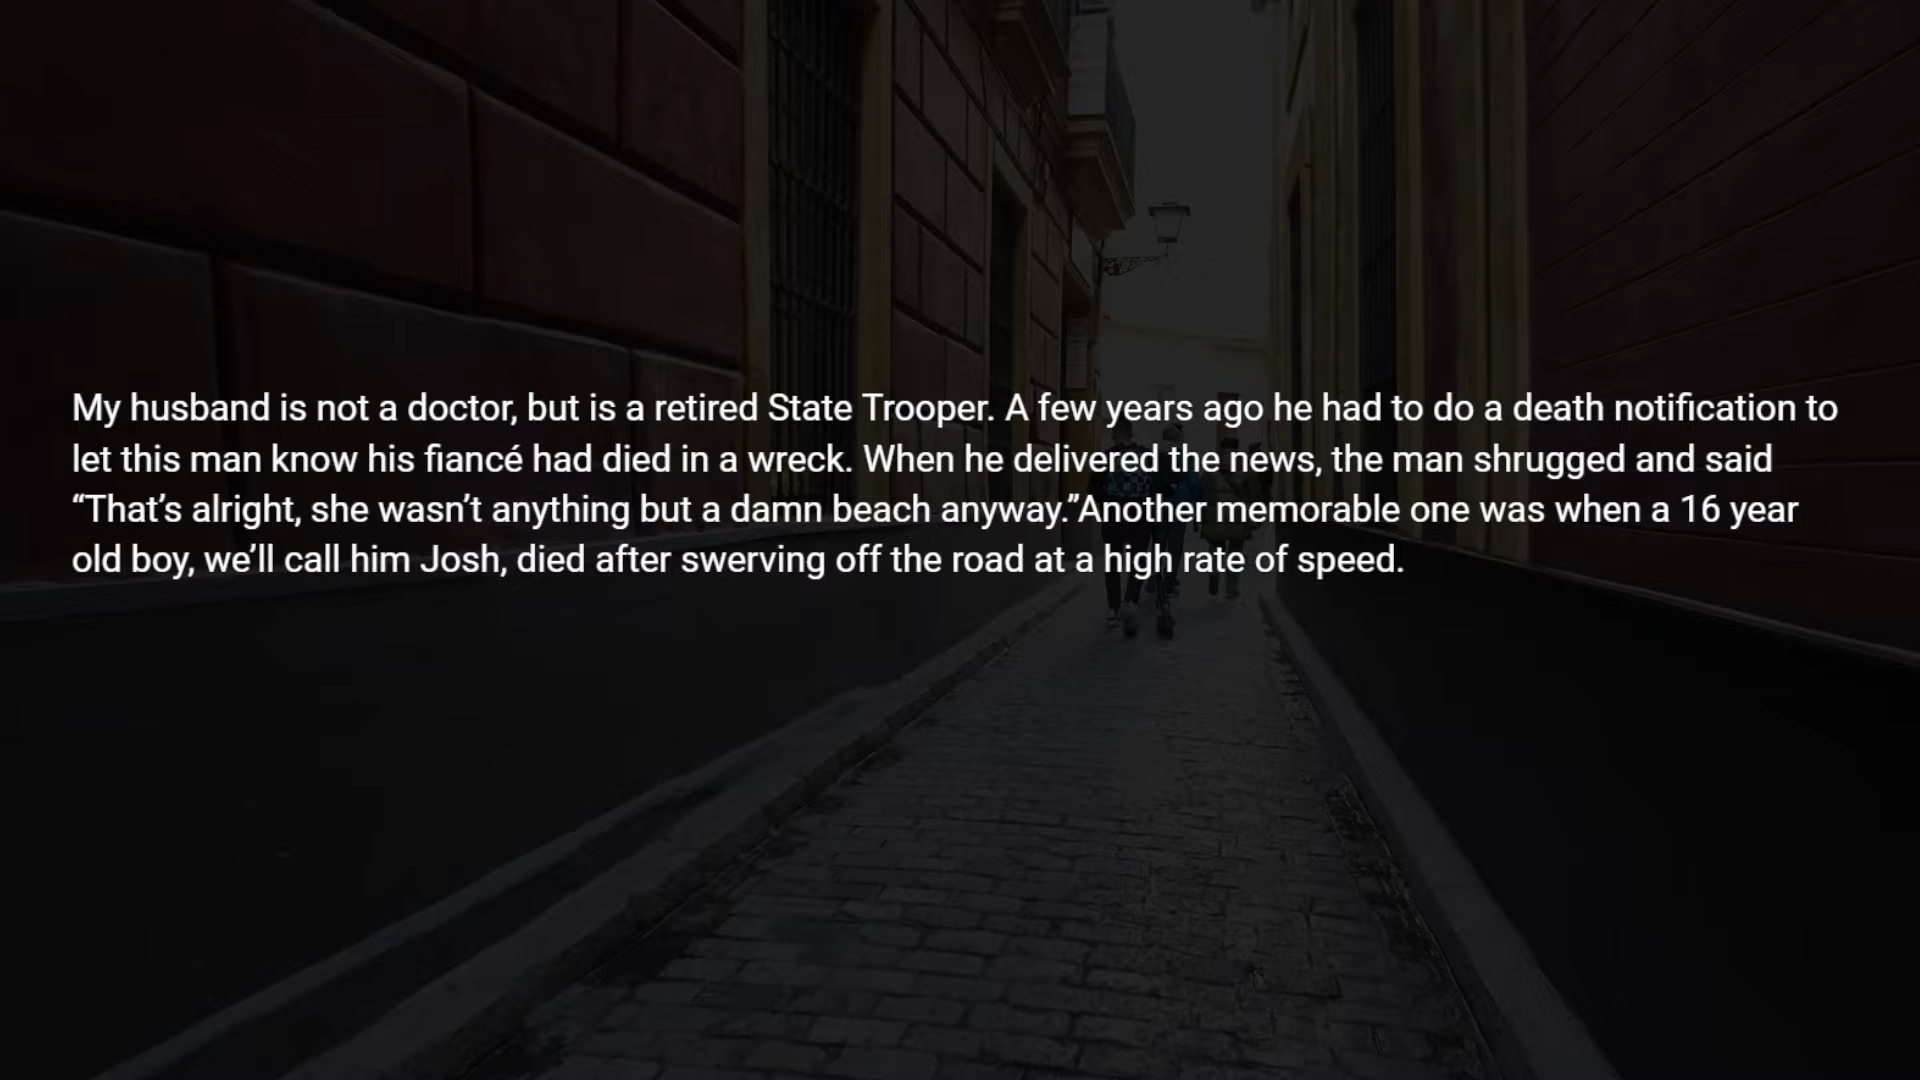 My husband is not a doctor, but is a retired State Trooper. A few years ago he had to do a death notification to
let this man know his fiancé had died in a wreck. When he delivered the news, the man shrugged and said
“That’s alright, she wasn’t anything but a damn beach anyway.”Another memorable one was when a 16 year
old boy, we’ll call him Josh, died after swerving off the road at a high rate of speed.